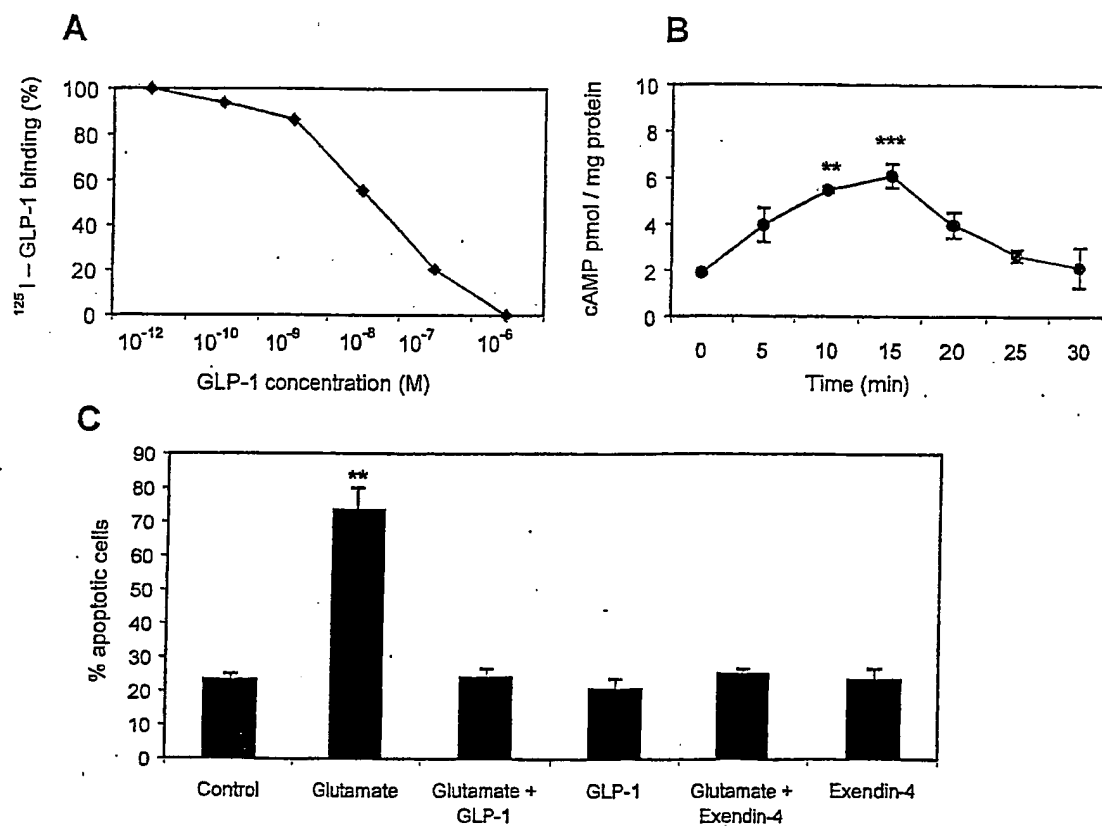 A
¹²⁵I – GLP-1 binding (%)
100
80
60
40
20
0
10⁻¹² 10⁻¹⁰ 10⁻⁹ 10⁻⁸ 10⁻⁷ 10⁻⁶
GLP-1 concentration (M)
B
cAMP pmol / mg protein
10
8
6
4
2
0
** ***
0 5 10 15 20 25 30
Time (min)
C
% apoptotic cells
90
80
70
60
50
40
30
20
10
0
**
Control Glutamate Glutamate + GLP-1 Glutamate + Exendin-4
GLP-1 Exendin-4